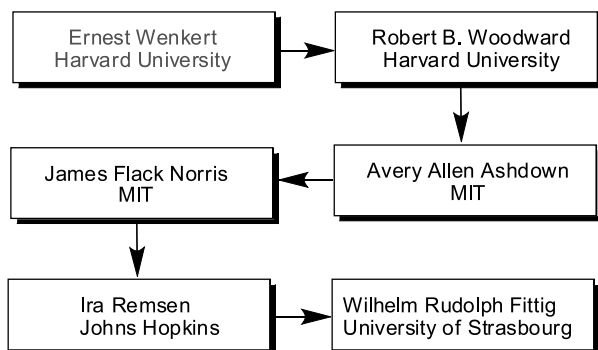 Ernest Wenkert
Harvard University
Robert B. Woodward
Harvard University
Avery Allen Ashdown
MIT
James Flack Norris
MIT
Ira Remsen
Johns Hopkins
Wilhelm Rudolph Fittig
University of Strasbourg